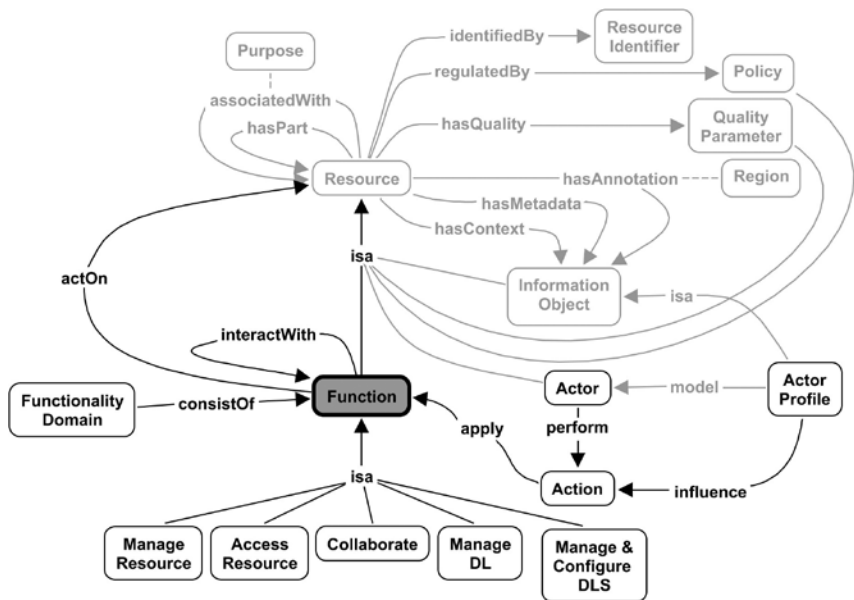 identifiedBy
Resource
Identifier
Purpose
regulatedBy
Policy
associatedWith
hasPart
hasQuality
Quality
Parameter
Resource
hasAnnotation
Region
hasMetadata
hasContext
isa
actOn
Information
Object
isa
interactWith
Functionality
Domain
consistOf
Function
Actor
model
Actor
Profile
apply
perform
isa
Action
influence
Manage
Resource
Access
Resource
Collaborate
Manage
DL
Manage &
Configure
DLS